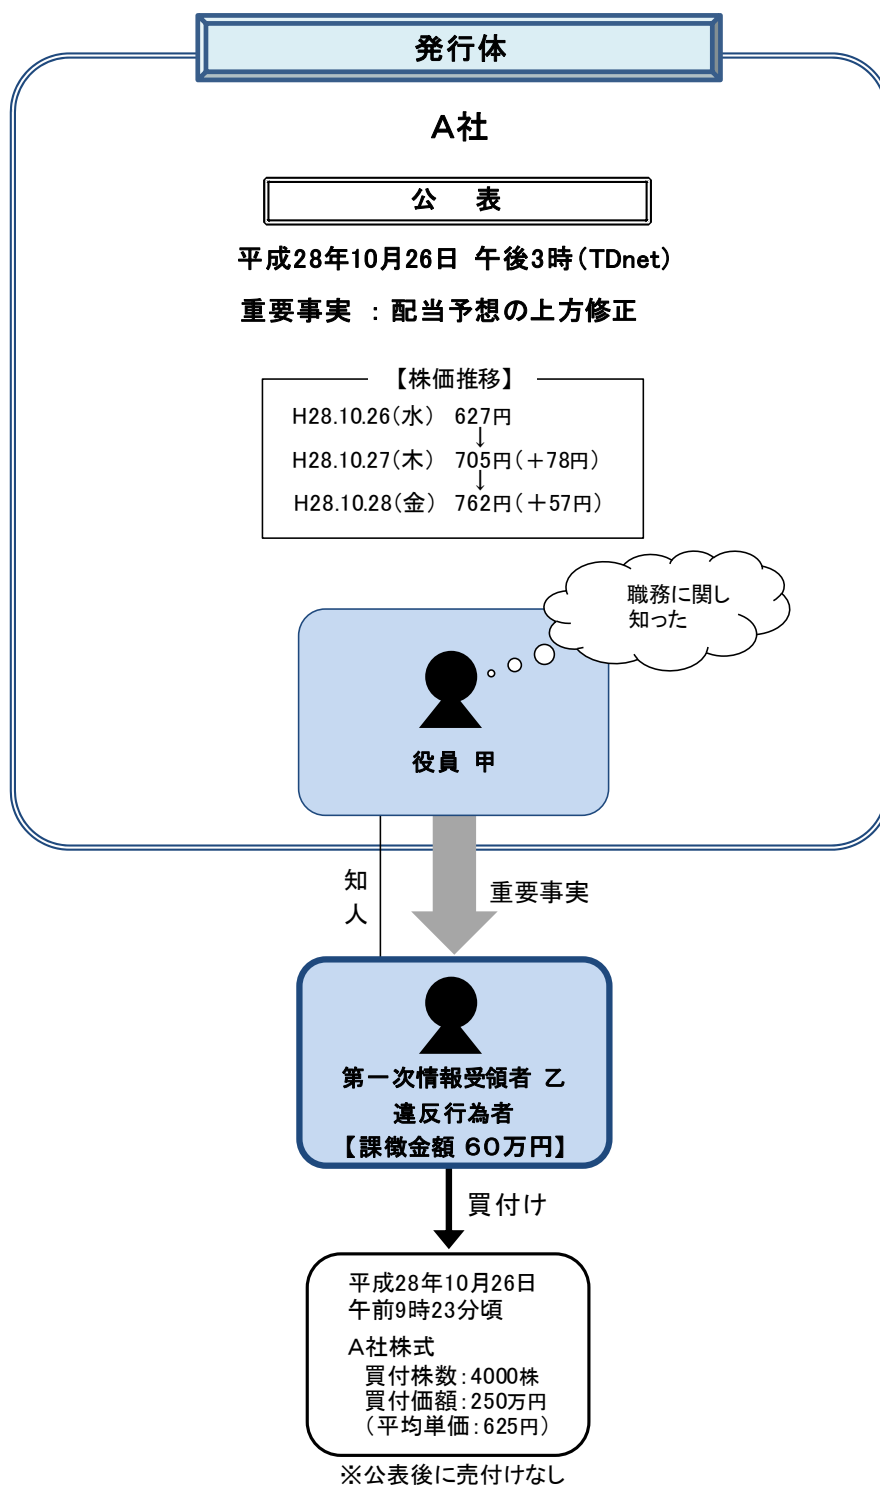 発行体
A社
公 表
平成28年10月26日 午後3時(TDnet)
重要事実 : 配当予想の上方修正
【株価推移】
H28.10.26(水) 627円
↓
H28.10.27(木) 705円(+78円)
↓
H28.10.28(金) 762円(+57円)
職務に関し
知った
役員 甲
知人
重要事実
第一次情報受領者 乙
違反行為者
【課徴金額 60万円】
買付け
平成28年10月26日
午前9時23分頃
A社株式
買付株数:4000株
買付価額:250万円
(平均単価:625円)
※公表後に売付けなし